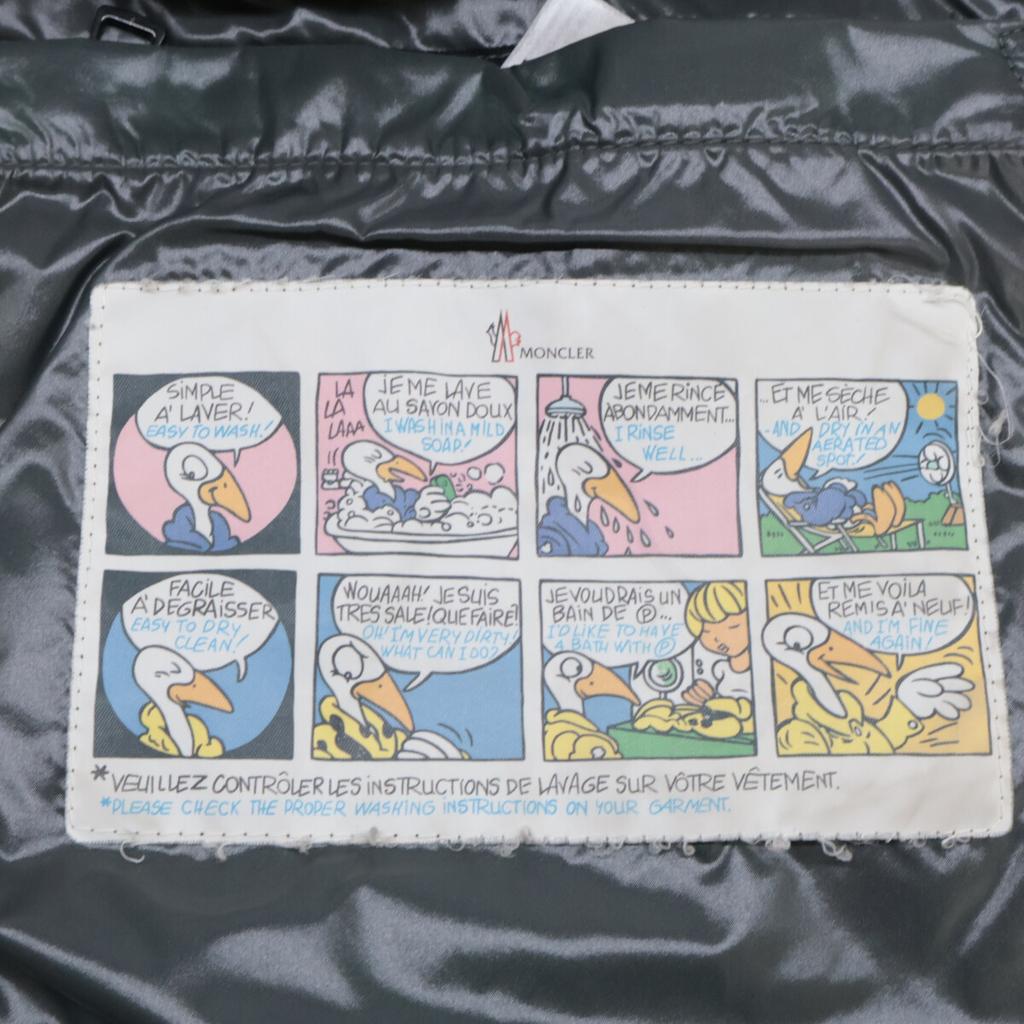 MONCLER
SIMPLE
A' LAVER!
EASY TO WASH!
LA
LA
LAAA
JE ME LAVE
AU SAVON DOUX
I WASH IN A MILD
SOAP!
JE ME RINCE
ABONDAMMENT...
I RINSE
WELL...
...ET ME SÈCHE
A' L'AIR!
-AND I DRY IN AN
AERATED
SPOT!
FACILE
A' DEGRAISSER
EASY TO DRY
CLEAN!
WOUAAAH! JE SUIS
TRES SALE! QUE FAIRE?
OH! I'M VERY DIRTY!
WHAT CAN I DO?
JE VOUDRAIS UN
BAIN DE Ⓟ...
I'D LIKE TO HAVE
A BATH WITH Ⓟ
ET ME VOILA
REMIS A' NEUF!
AND I'M FINE
AGAIN!
*VEUILLEZ CONTRÔLER LES INSTRUCTIONS DE LAVAGE SUR VÔTRE VÊTEMENT.
*PLEASE CHECK THE PROPER WASHING INSTRUCTIONS ON YOUR GARMENT.